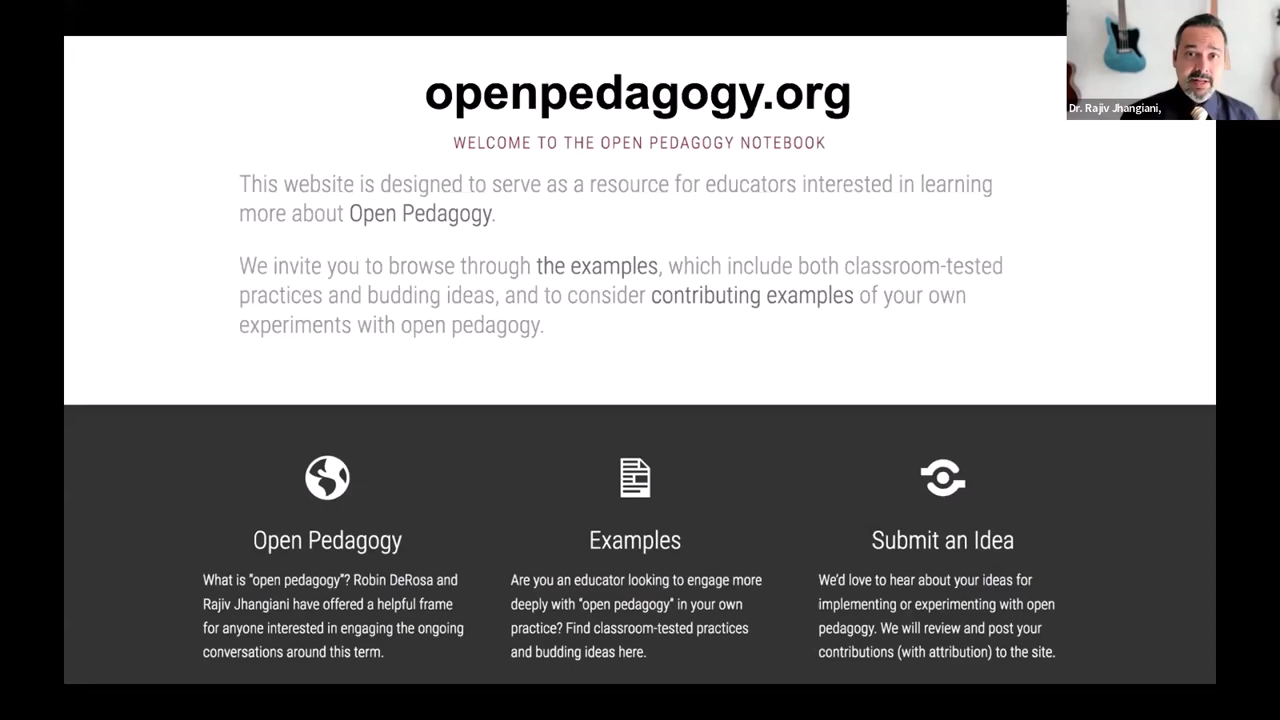 openpedagogy.org
Dr. Rajiv Jhangiani,
WELCOME TO THE OPEN PEDAGOGY NOTEBOOK
This website is designed to serve as a resource for educators interested in learning
more about Open Pedagogy.
We invite you to browse through the examples, which include both classroom-tested
practices and budding ideas, and to consider contributing examples of your own
experiments with open pedagogy.
Open Pedagogy
What is "open pedagogy"? Robin DeRosa and
Rajiv Jhangiani have offered a helpful frame
for anyone interested in engaging the ongoing
conversations around this term.
Examples
Are you an educator looking to engage more
deeply with "open pedagogy" in your own
practice? Find classroom-tested practices
and budding ideas here.
Submit an Idea
We'd love to hear about your ideas for
implementing or experimenting with open
pedagogy. We will review and post your
contributions (with attribution) to the site.